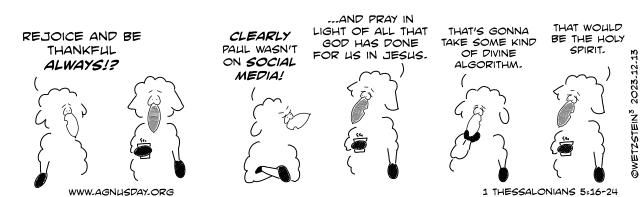 REJOICE AND BE
THANKFUL
ALWAYS!?
CLEARLY
PAUL WASN'T
ON SOCIAL
MEDIA!
...AND PRAY IN
LIGHT OF ALL THAT
GOD HAS DONE
FOR US IN JESUS.
THAT'S GONNA
TAKE SOME KIND
OF DIVINE
ALGORITHM.
THAT WOULD
BE THE HOLY
SPIRIT.
©WETZSTEIN³ 2023.12.13
WWW.AGNUSDAY.ORG
1 THESSALONIANS 5:16-24